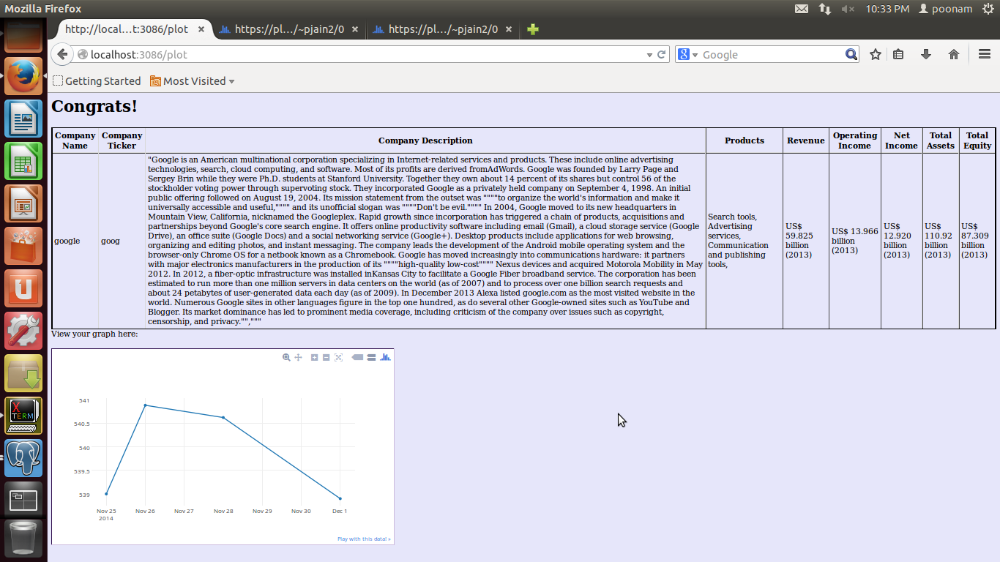 Mozilla Firefox
10:33 PM
poonam
http://local...t:3086/plot
https://pl.../~pjain2/0
https://pl.../~pjain2/0
localhost:3086/plot
Google
Getting Started
Most Visited
Congrats!
Company Name
Company Ticker
Company Description
Products
Revenue
Operating Income
Net Income
Total Assets
Total Equity
google
goog
"Google is an American multinational corporation specializing in Internet-related services and products. These include online advertising
technologies, search, cloud computing, and software. Most of its profits are derived fromAdWords. Google was founded by Larry Page and
Sergey Brin while they were Ph.D. students at Stanford University. Together they own about 14 percent of its shares but control 56 of the
stockholder voting power through supervoting stock. They incorporated Google as a privately held company on September 4, 1998. An initial
public offering followed on August 19, 2004. Its mission statement from the outset was """"to organize the world's information and make it
universally accessible and useful,"""" and its unofficial slogan was """"Don't be evil."""" In 2004, Google moved to its new headquarters in
Mountain View, California, nicknamed the Googleplex. Rapid growth since incorporation has triggered a chain of products, acquisitions and
partnerships beyond Google's core search engine. It offers online productivity software including email (Gmail), a cloud storage service (Google
Drive), an office suite (Google Docs) and a social networking service (Google+). Desktop products include applications for web browsing,
organizing and editing photos, and instant messaging. The company leads the development of the Android mobile operating system and the
browser-only Chrome OS for a netbook known as a Chromebook. Google has moved increasingly into communications hardware: it partners
with major electronics manufacturers in the production of its """"high-quality low-cost"""" Nexus devices and acquired Motorola Mobility in May
2012. In 2012, a fiber-optic infrastructure was installed inKansas City to facilitate a Google Fiber broadband service. The corporation has been
estimated to run more than one million servers in data centers on the world (as of 2007) and to process over one billion search requests and
about 24 petabytes of user-generated data each day (as of 2009). In December 2013 Alexa listed google.com as the most visited website in the
world. Numerous Google sites in other languages figure in the top one hundred, as do several other Google-owned sites such as YouTube and
Blogger. Its market dominance has led to prominent media coverage, including criticism of the company over issues such as copyright,
censorship, and privacy."","""
Search tools,
Advertising
services,
Communication
and publishing
tools,
US$
59.825
billion
(2013)
US$ 13.966
billion
(2013)
US$
12.920
billion
(2013)
US$
110.92
billion
(2013)
US$
87.309
billion
(2013)
View your graph here:
541
540.5
540
539.5
539
Nov 25 Nov 26 Nov 27 Nov 28 Nov 29 Nov 30 Dec 1
2014
Play with this data! »
X
TERM